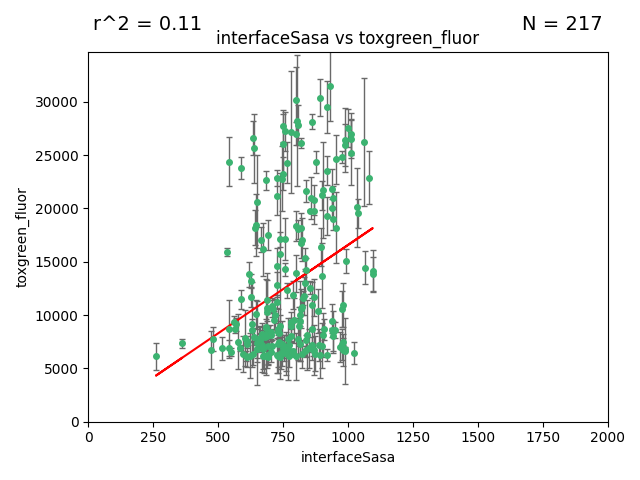 r^2 = 0.11
N = 217
interfaceSasa vs toxgreen_fluor
toxgreen_fluor
30000
25000
20000
15000
10000
5000
0
0 250 500 750 1000 1250 1500 1750 2000
interfaceSasa